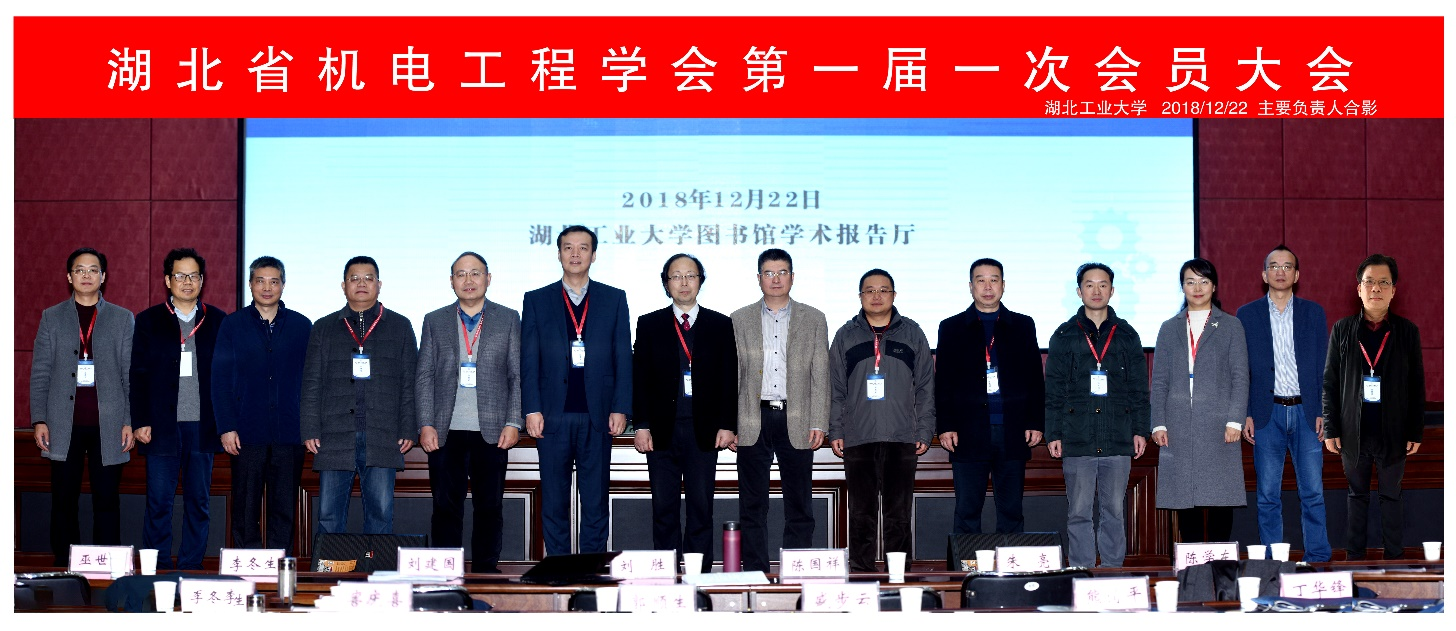 湖北省机电工程学会第一届一次会员大会
湖北工业大学 2018/12/22 主要负责人合影
2018年12月22日
湖北工业大学图书馆学术报告厅
巫世
李冬生
刘建国
刘 胜
陈国祥
朱 亮
陈学东
李冬生
丁华锋